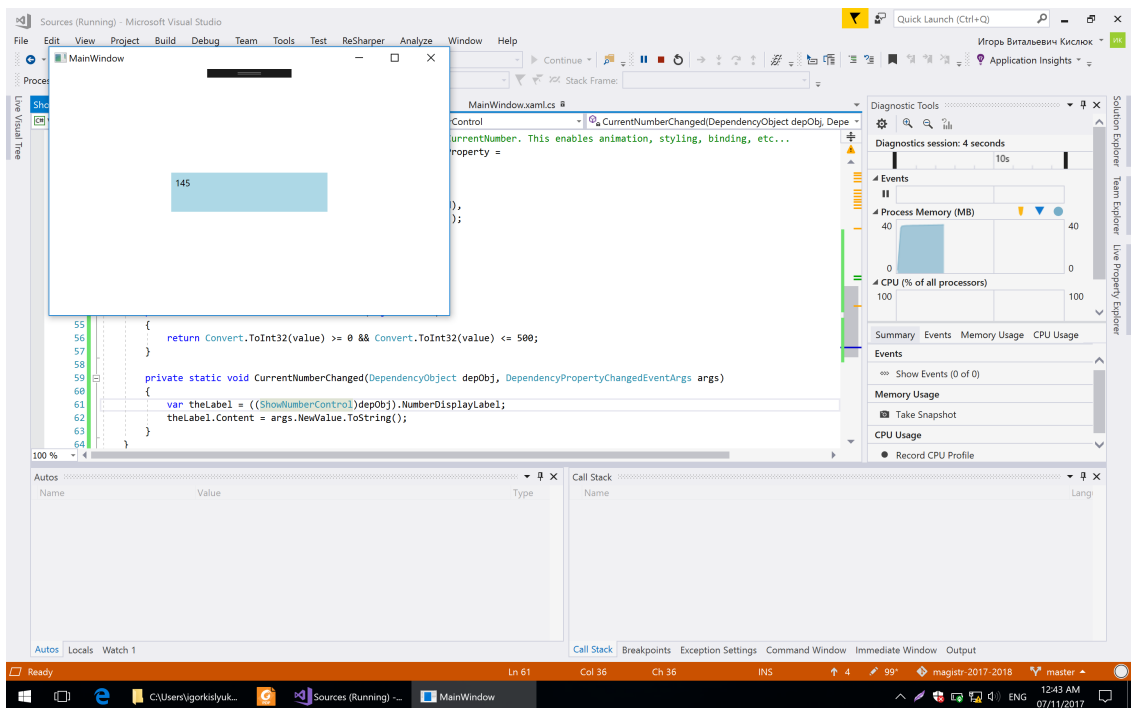 Sources (Running) - Microsoft Visual Studio
Quick Launch (Ctrl+Q)
File Edit View Project Build Debug Team Tools Test ReSharper Analyze Window Help
Игорь Витальевич Кислюк
ИК
MainWindow
Continue
Application Insights
Proces
Stack Frame:
Live Visual Tree
Sho
MainWindow.xaml.cs
rControl
CurrentNumberChanged(DependencyObject depObj, Depe
CurrentNumber. This enables animation, styling, binding, etc...
roperty =
145
),
);
55 {
56 return Convert.ToInt32(value) >= 0 && Convert.ToInt32(value) <= 500;
57 }
58
59 private static void CurrentNumberChanged(DependencyObject depObj, DependencyPropertyChangedEventArgs args)
60 {
61 var theLabel = ((ShowNumberControl)depObj).NumberDisplayLabel;
62 theLabel.Content = args.NewValue.ToString();
63 }
64 }
100 %
Diagnostic Tools
Diagnostics session: 4 seconds
10s
Events
Process Memory (MB)
40 40
0 0
CPU (% of all processors)
100 100
Summary Events Memory Usage CPU Usage
Events
Show Events (0 of 0)
Memory Usage
Take Snapshot
CPU Usage
Record CPU Profile
Solution Explorer
Team Explorer
Live Property Explorer
Autos
Name Value Type
Call Stack
Name Lang
Autos Locals Watch 1
Call Stack Breakpoints Exception Settings Command Window Immediate Window Output
Ready Ln 61 Col 36 Ch 36 INS 4 99* magistr-2017-2018 master
C:\Users\igorkislyuk... Sources (Running) -... MainWindow ENG 12:43 AM
07/11/2017